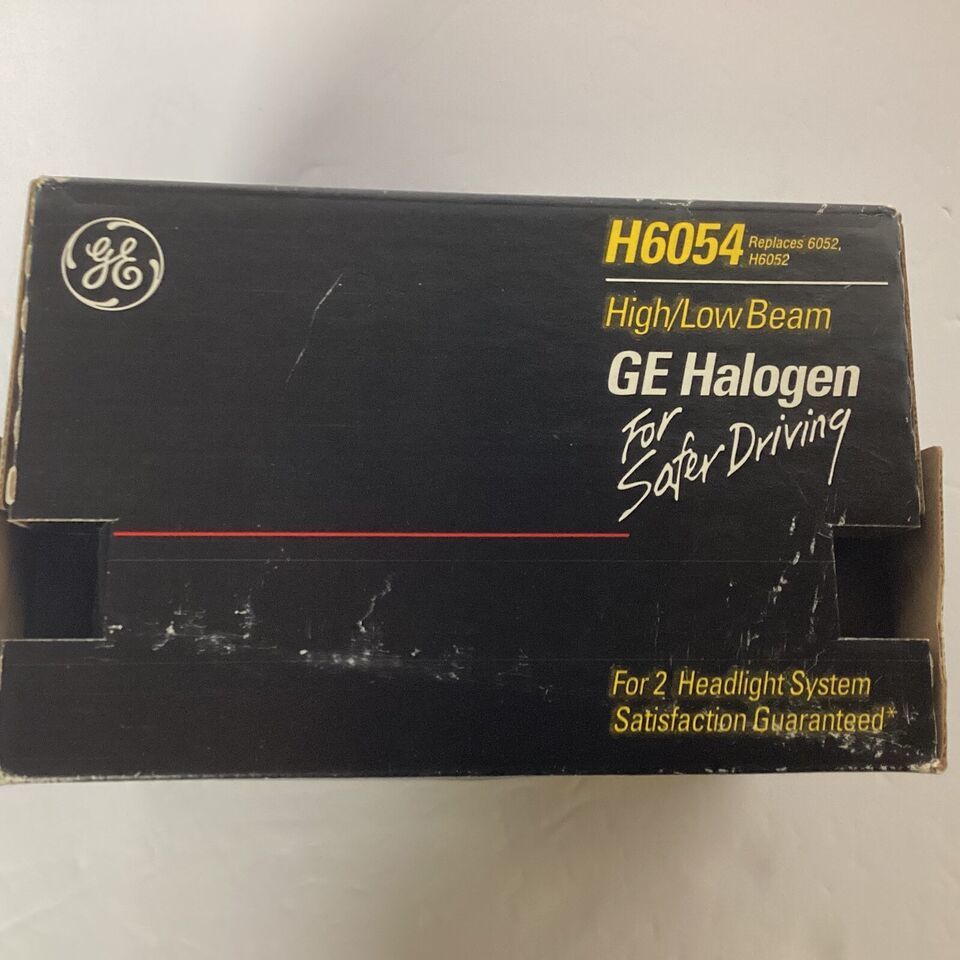 GE
H6054 Replaces 6052,
H6052
High/Low Beam
GE Halogen
For
Safer Driving
For 2 Headlight System
Satisfaction Guaranteed*